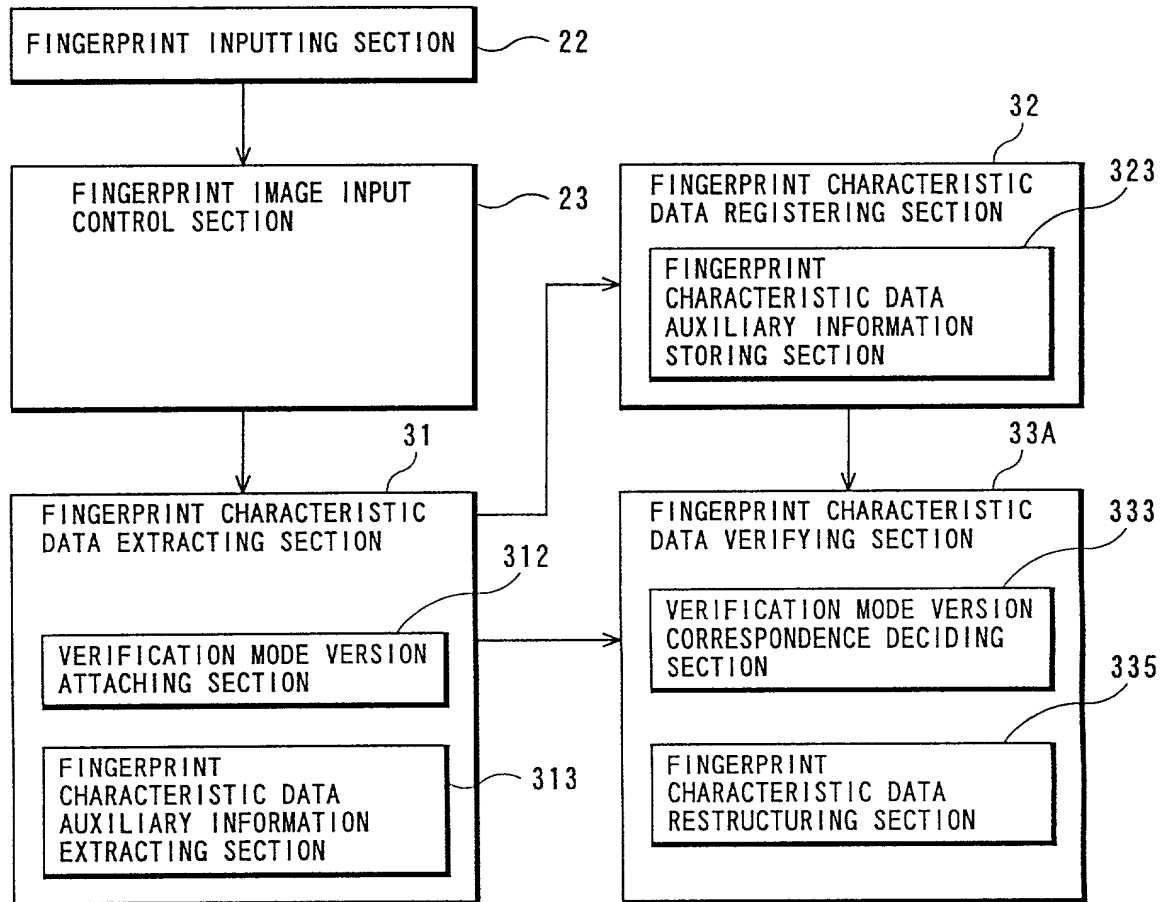 FINGERPRINT INPUTTING SECTION
22
FINGERPRINT IMAGE INPUT
CONTROL SECTION
23
32
FINGERPRINT CHARACTERISTIC
DATA REGISTERING SECTION
323
FINGERPRINT
CHARACTERISTIC DATA
AUXILIARY INFORMATION
STORING SECTION
31
FINGERPRINT CHARACTERISTIC
DATA EXTRACTING SECTION
312
VERIFICATION MODE VERSION
ATTACHING SECTION
FINGERPRINT
CHARACTERISTIC DATA
AUXILIARY INFORMATION
EXTRACTING SECTION
313
33A
FINGERPRINT CHARACTERISTIC
DATA VERIFYING SECTION
333
VERIFICATION MODE VERSION
CORRESPONDENCE DECIDING
SECTION
335
FINGERPRINT
CHARACTERISTIC DATA
RESTRUCTURING SECTION